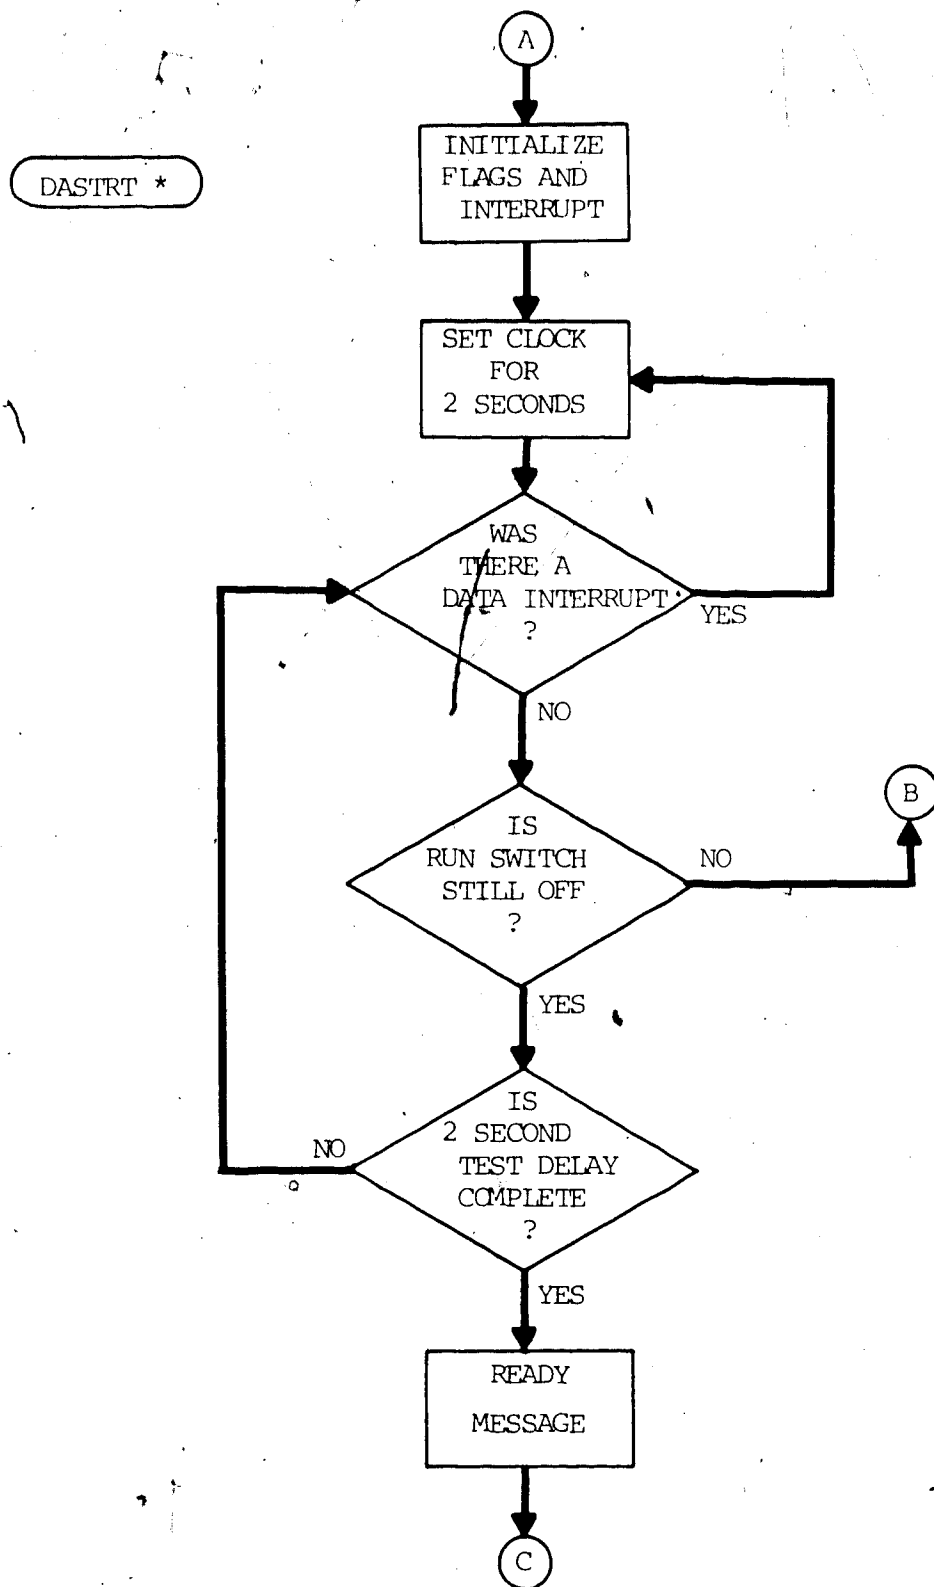 A
INITIALIZE
FLAGS AND
INTERRUPT
DASTRT *
SET CLOCK
FOR
2 SECONDS
WAS
THERE A
DATA INTERRUPT
?
YES
NO
B
IS
RUN SWITCH
STILL OFF
?
NO
YES
IS
2 SECOND
TEST DELAY
COMPLETE
?
NO
YES
READY
MESSAGE
C